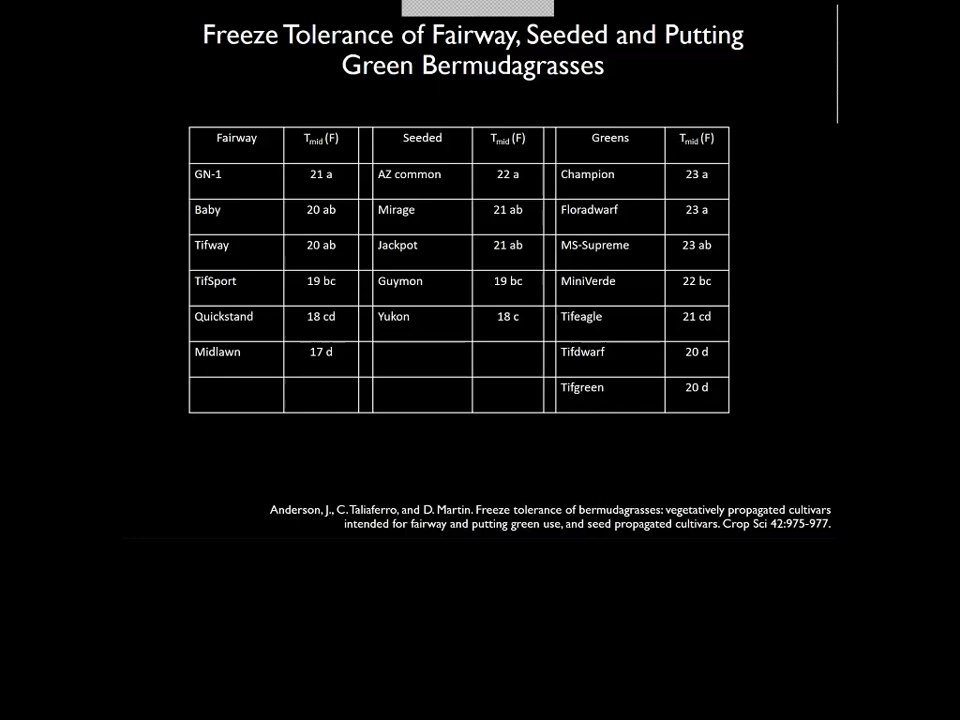 Freeze Tolerance of Fairway, Seeded and Putting
Green Bermudagrasses
Fairway Tmid (F) Seeded Tmid (F) Greens Tmid (F)
GN-1 21 a AZ common 22 a Champion 23 a
Baby 20 ab Mirage 21 ab Floradwarf 23 a
Tifway 20 ab Jackpot 21 ab MS-Supreme 23 ab
TifSport 19 bc Guymon 19 bc MiniVerde 22 bc
Quickstand 18 cd Yukon 18 c Tifeagle 21 cd
Midlawn 17 d Tifdwarf 20 d
Tifgreen 20 d
Anderson, J., C. Taliaferro, and D. Martin. Freeze tolerance of bermudagrasses: vegetatively propagated cultivars
intended for fairway and putting green use, and seed propagated cultivars. Crop Sci 42:975-977.